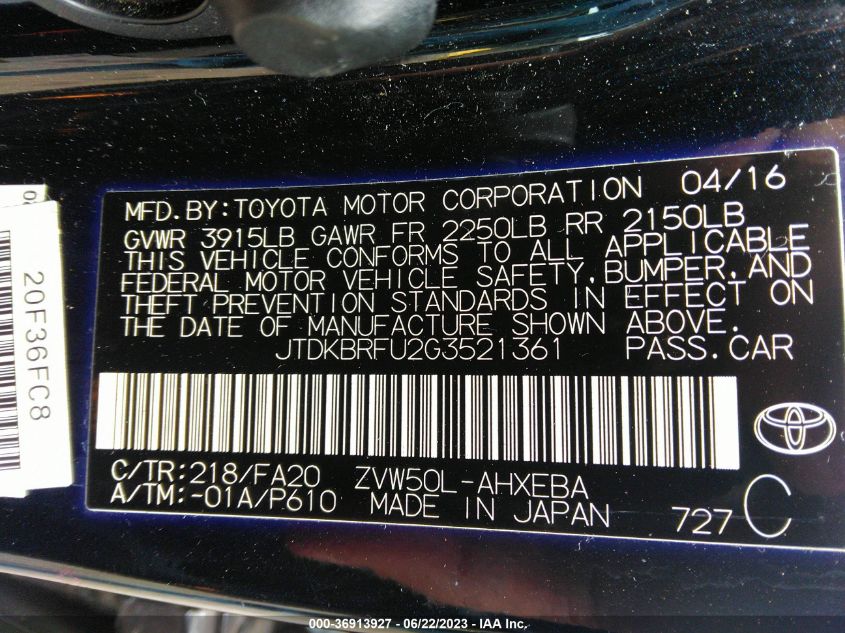 MFD.BY:TOYOTA MOTOR CORPORATION 04/16
GVWR 3915LB GAWR FR 2250LB RR 2150LB
THIS VEHICLE CONFORMS TO ALL APPLICABLE
FEDERAL MOTOR VEHICLE SAFETY,BUMPER,AND
THEFT PREVENTION STANDARDS IN EFFECT ON
THE DATE OF MANUFACTURE SHOWN ABOVE.
JTDKBRFU2G3521361 PASS.CAR
C/TR:218/FA20 ZVW50L-AHXEBA
A/TM:-01A/P610 MADE IN JAPAN 727 C
20F36FC8
000-36913927 - 06/22/2023 - IAA Inc.